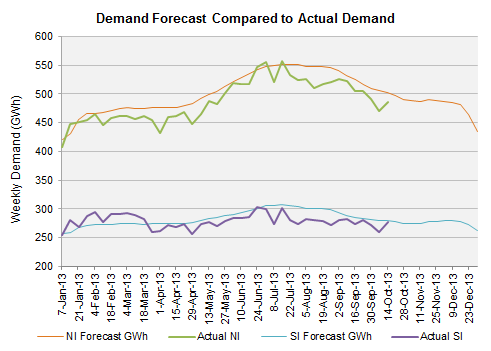 Demand Forecast Compared to Actual Demand
600
550
500
450
400
350
300
250
200
Weekly Demand (GWh)
7-Jan-13
21-Jan-13
4-Feb-13
18-Feb-13
4-Mar-13
18-Mar-13
1-Apr-13
15-Apr-13
29-Apr-13
13-May-13
27-May-13
10-Jun-13
24-Jun-13
8-Jul-13
22-Jul-13
5-Aug-13
19-Aug-13
2-Sep-13
16-Sep-13
30-Sep-13
14-Oct-13
28-Oct-13
11-Nov-13
25-Nov-13
9-Dec-13
23-Dec-13
NI Forecast GWh Actual NI SI Forecast GWh Actual SI